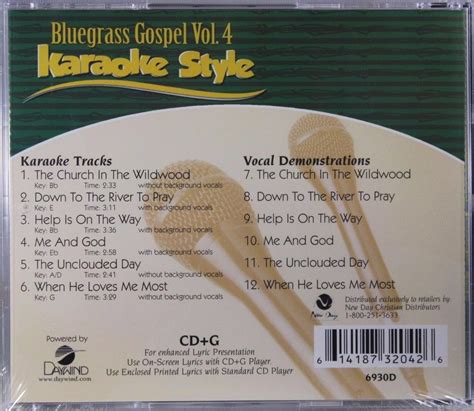 Bluegrass Gospel Vol. 4
Karaoke Style
Karaoke Tracks
1. The Church In The Wildwood
Key: Bb Time: 2:33 without background vocals
2. Down To The River To Pray
Key: E Time: 3:11 without background vocals
3. Help Is On The Way
Key: Bb Time: 3:36 without background vocals
4. Me And God
Key: Eb Time: 2:58 without background vocals
5. The Unclouded Day
Key: A/D Time: 2:41 without background vocals
6. When He Loves Me Most
Key: G Time: 3:29 without background vocals
Vocal Demonstrations
7. The Church In The Wildwood
8. Down To The River To Pray
9. Help Is On The Way
10. Me And God
11. The Unclouded Day
12. When He Loves Me Most
New Day
Distributed exclusively to retailers by
New Day Christian Distributors
1-800-251-3633
Powered by
DAYWIND
daywind.com
CD+G
For enhanced Lyric Presentation
Use On-Screen Lyrics with CD+G Player
Use Enclosed Printed Lyrics with Standard CD Player
6 14187 32042 6
6930D